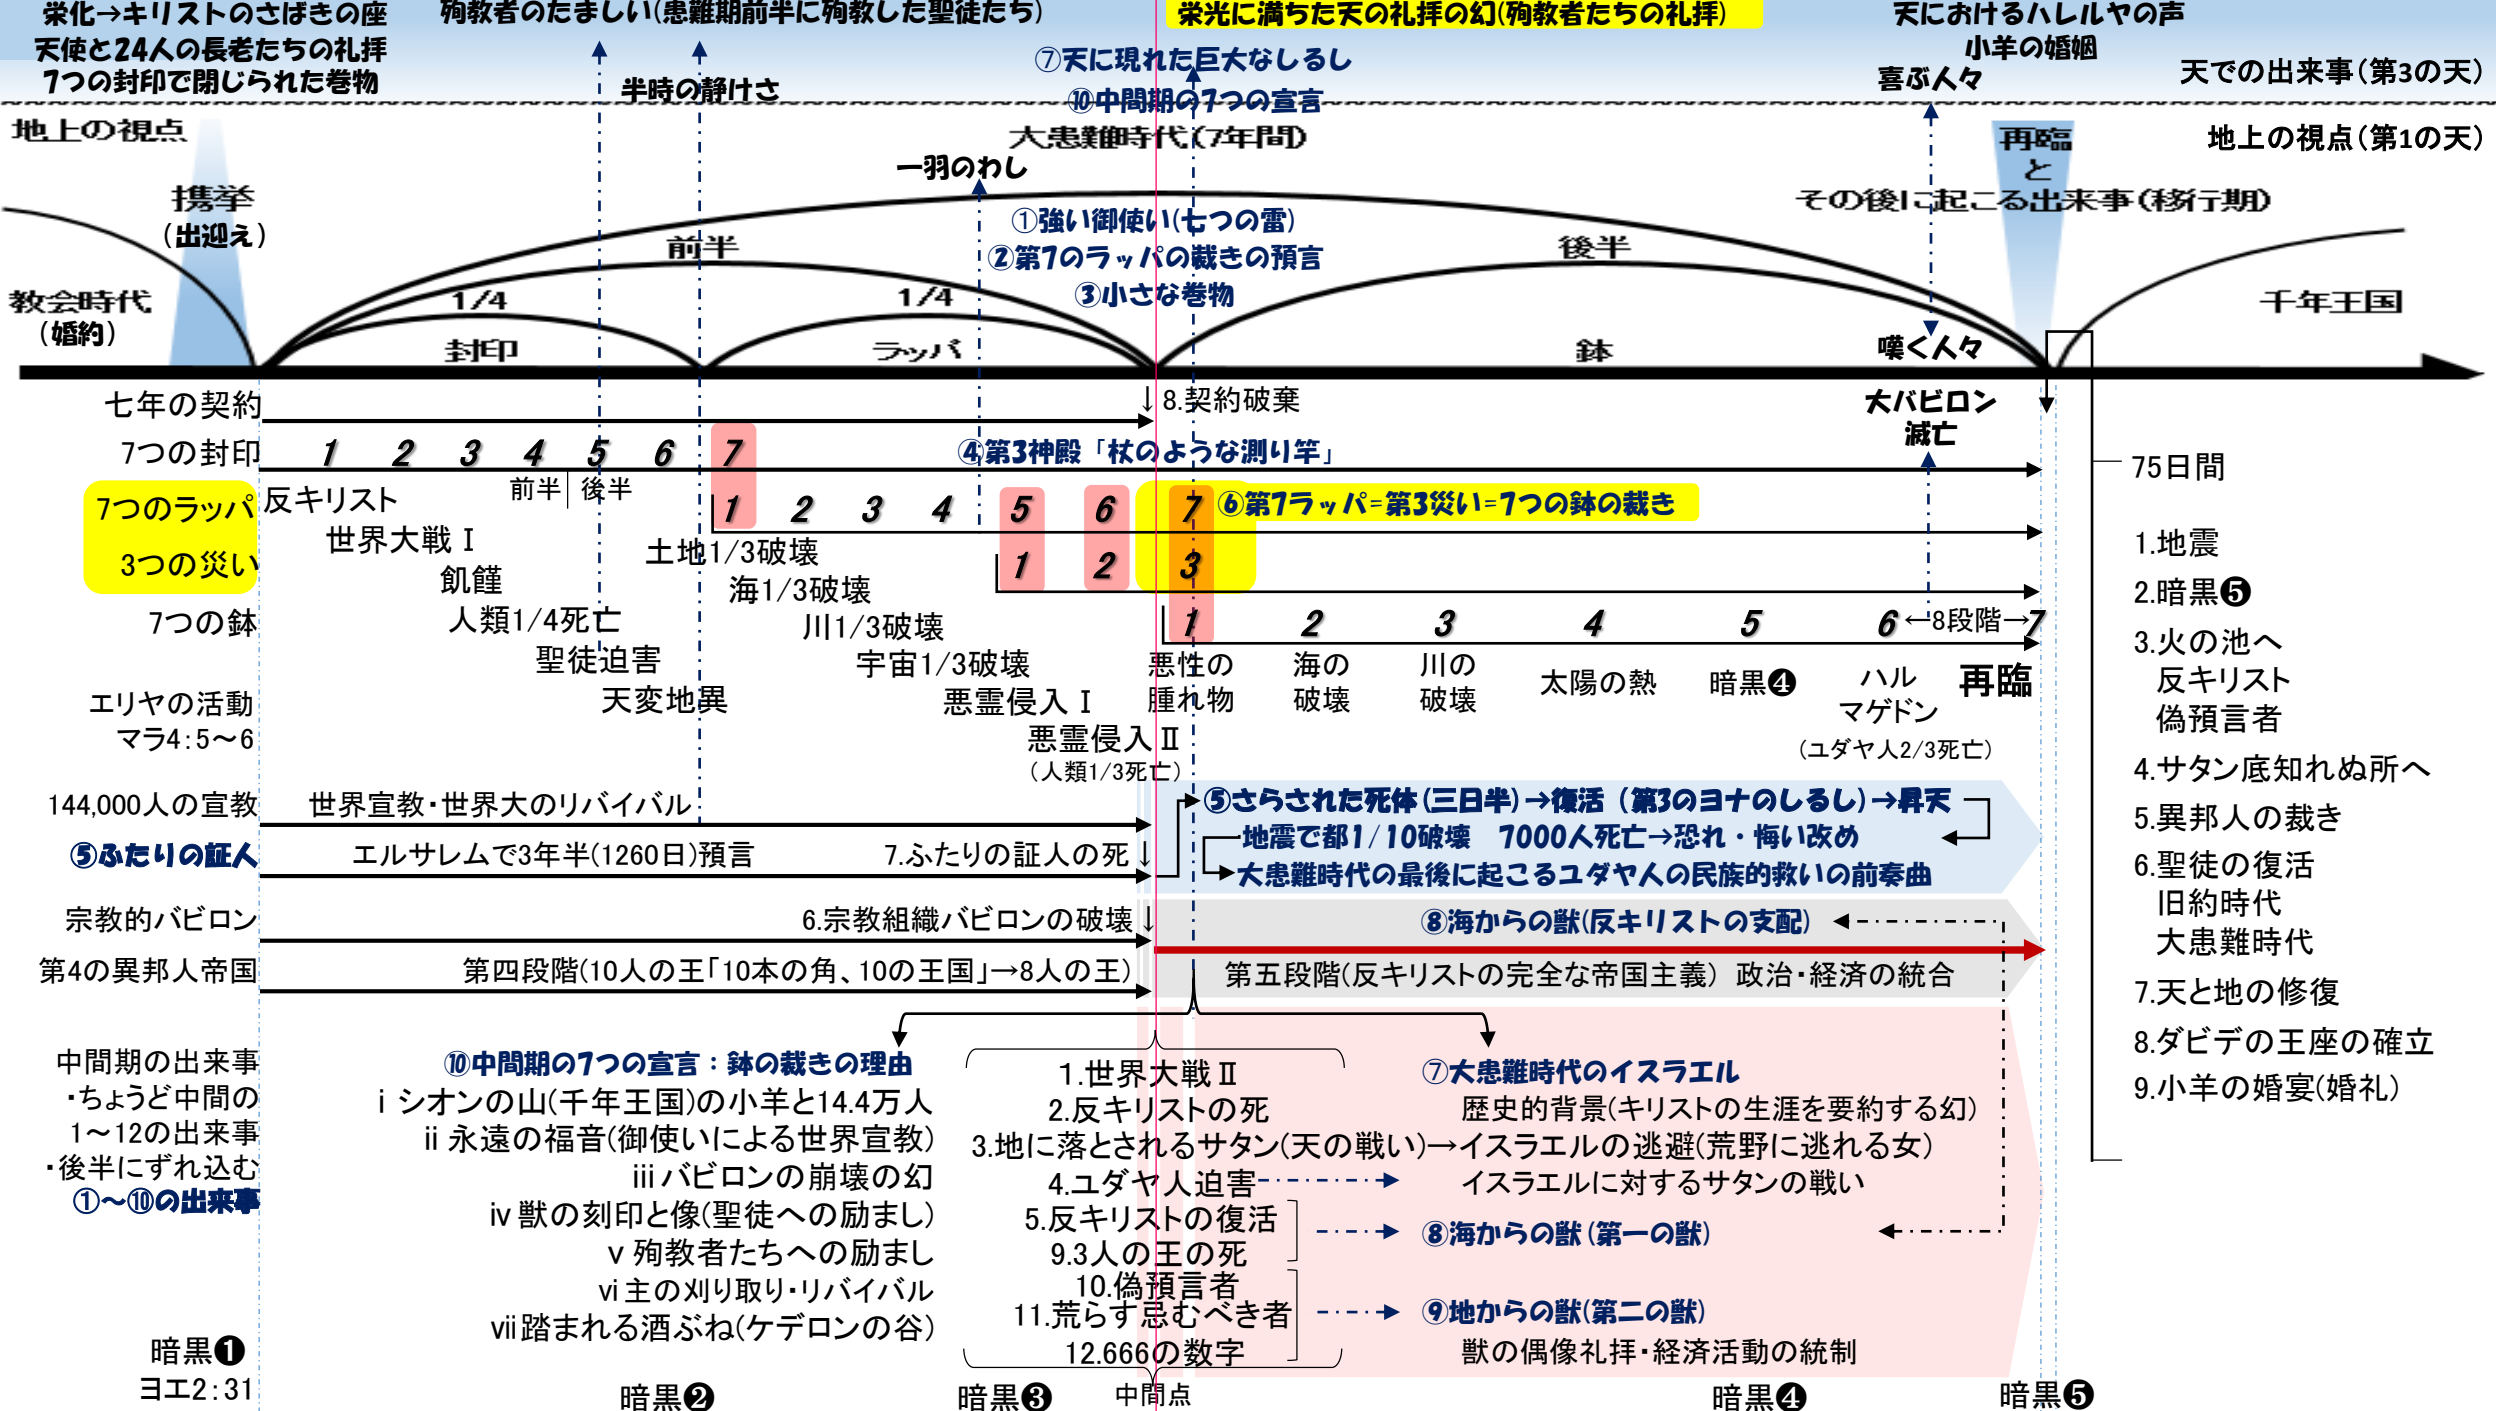 栄化→キリストのさばきの座
天使と24人の長老たちの礼拝
7つの封印で閉じられた巻物
殉教者のたましい(患難期前半に殉教した聖徒たち)
半時の静けさ
栄光に満ちた天の礼拝の幻(殉教者たちの礼拝)
⑦天に現れた巨大なしるし
⑩中間期の7つの宣言
天におけるハレルヤの声
小羊の婚姻
喜ぶ人々
天での出来事(第3の天)
地上の視点
大患難時代(7年間)
再臨
と
その後に起こる出来事(移行期)
地上の視点(第1の天)
携挙
(出迎え)
一羽のわし
①強い御使い(七つの雷)
②第7のラッパの裁きの預言
③小さな巻物
前半
後半
教会時代
(婚約)
1/4
1/4
千年王国
封印
ラッパ
鉢
嘆く人々
七年の契約
↓8.契約破棄
大バビロン
滅亡
7つの封印
1 2 3 4 5 6 7
④第3神殿「杖のような測り竿」
前半 後半
7つのラッパ
1 2 3 4 5 6 7
⑥第7ラッパ=第3災い=7つの鉢の裁き
反キリスト
世界大戦Ⅰ
飢饉
人類1/4死亡
聖徒迫害
天変地異
3つの災い
1 2 3
土地1/3破壊
海1/3破壊
川1/3破壊
宇宙1/3破壊
悪霊侵入Ⅰ
悪霊侵入Ⅱ
(人類1/3死亡)
7つの鉢
1 2 3 4 5 6 ←8段階→7
悪性の
腫れ物
海の
破壊
川の
破壊
太陽の熱
暗黒❹
ハル
マゲドン
(ユダヤ人2/3死亡)
再臨
エリヤの活動
マラ4:5～6
144,000人の宣教
世界宣教・世界大のリバイバル
⑤さらされた死体(三日半)→復活(第3のヨナのしるし)→昇天
地震で都1/10破壊 7000人死亡→恐れ・悔い改め
大患難時代の最後に起こるユダヤ人の民族的救いの前奏曲
⑤ふたりの証人
エルサレムで3年半(1260日)預言
7.ふたりの証人の死↓
宗教的バビロン
6.宗教組織バビロンの破壊↓
⑧海からの獣(反キリストの支配)
第4の異邦人帝国
第四段階(10人の王「10本の角、10の王国」→8人の王)
第五段階(反キリストの完全な帝国主義) 政治・経済の統合
中間期の出来事
・ちょうど中間の
1～12の出来事
・後半にずれ込む
①～⑩の出来事
⑩中間期の7つの宣言:鉢の裁きの理由
ⅰシオンの山(千年王国)の小羊と14.4万人
ⅱ永遠の福音(御使いによる世界宣教)
ⅲバビロンの崩壊の幻
ⅳ獣の刻印と像(聖徒への励まし)
ⅴ殉教者たちへの励まし
ⅵ主の刈り取り・リバイバル
ⅶ踏まれる酒ぶね(ケデロンの谷)
1.世界大戦Ⅱ
2.反キリストの死
3.地に落とされるサタン(天の戦い)→イスラエルの逃避(荒野に逃れる女)
4.ユダヤ人迫害
5.反キリストの復活
9.3人の王の死
10.偽預言者
11.荒らす忌むべき者
12.666の数字
中間点
⑦大患難時代のイスラエル
歴史的背景(キリストの生涯を要約する幻)
イスラエルに対するサタンの戦い
⑧海からの獣(第一の獣)
⑨地からの獣(第二の獣)
獣の偶像礼拝・経済活動の統制
75日間
1.地震
2.暗黒❺
3.火の池へ
反キリスト
偽預言者
4.サタン底知れぬ所へ
5.異邦人の裁き
6.聖徒の復活
旧約時代
大患難時代
7.天と地の修復
8.ダビデの王座の確立
9.小羊の婚宴(婚礼)
暗黒❶
ヨエ2:31
暗黒❷
暗黒❸
暗黒❹
暗黒❺